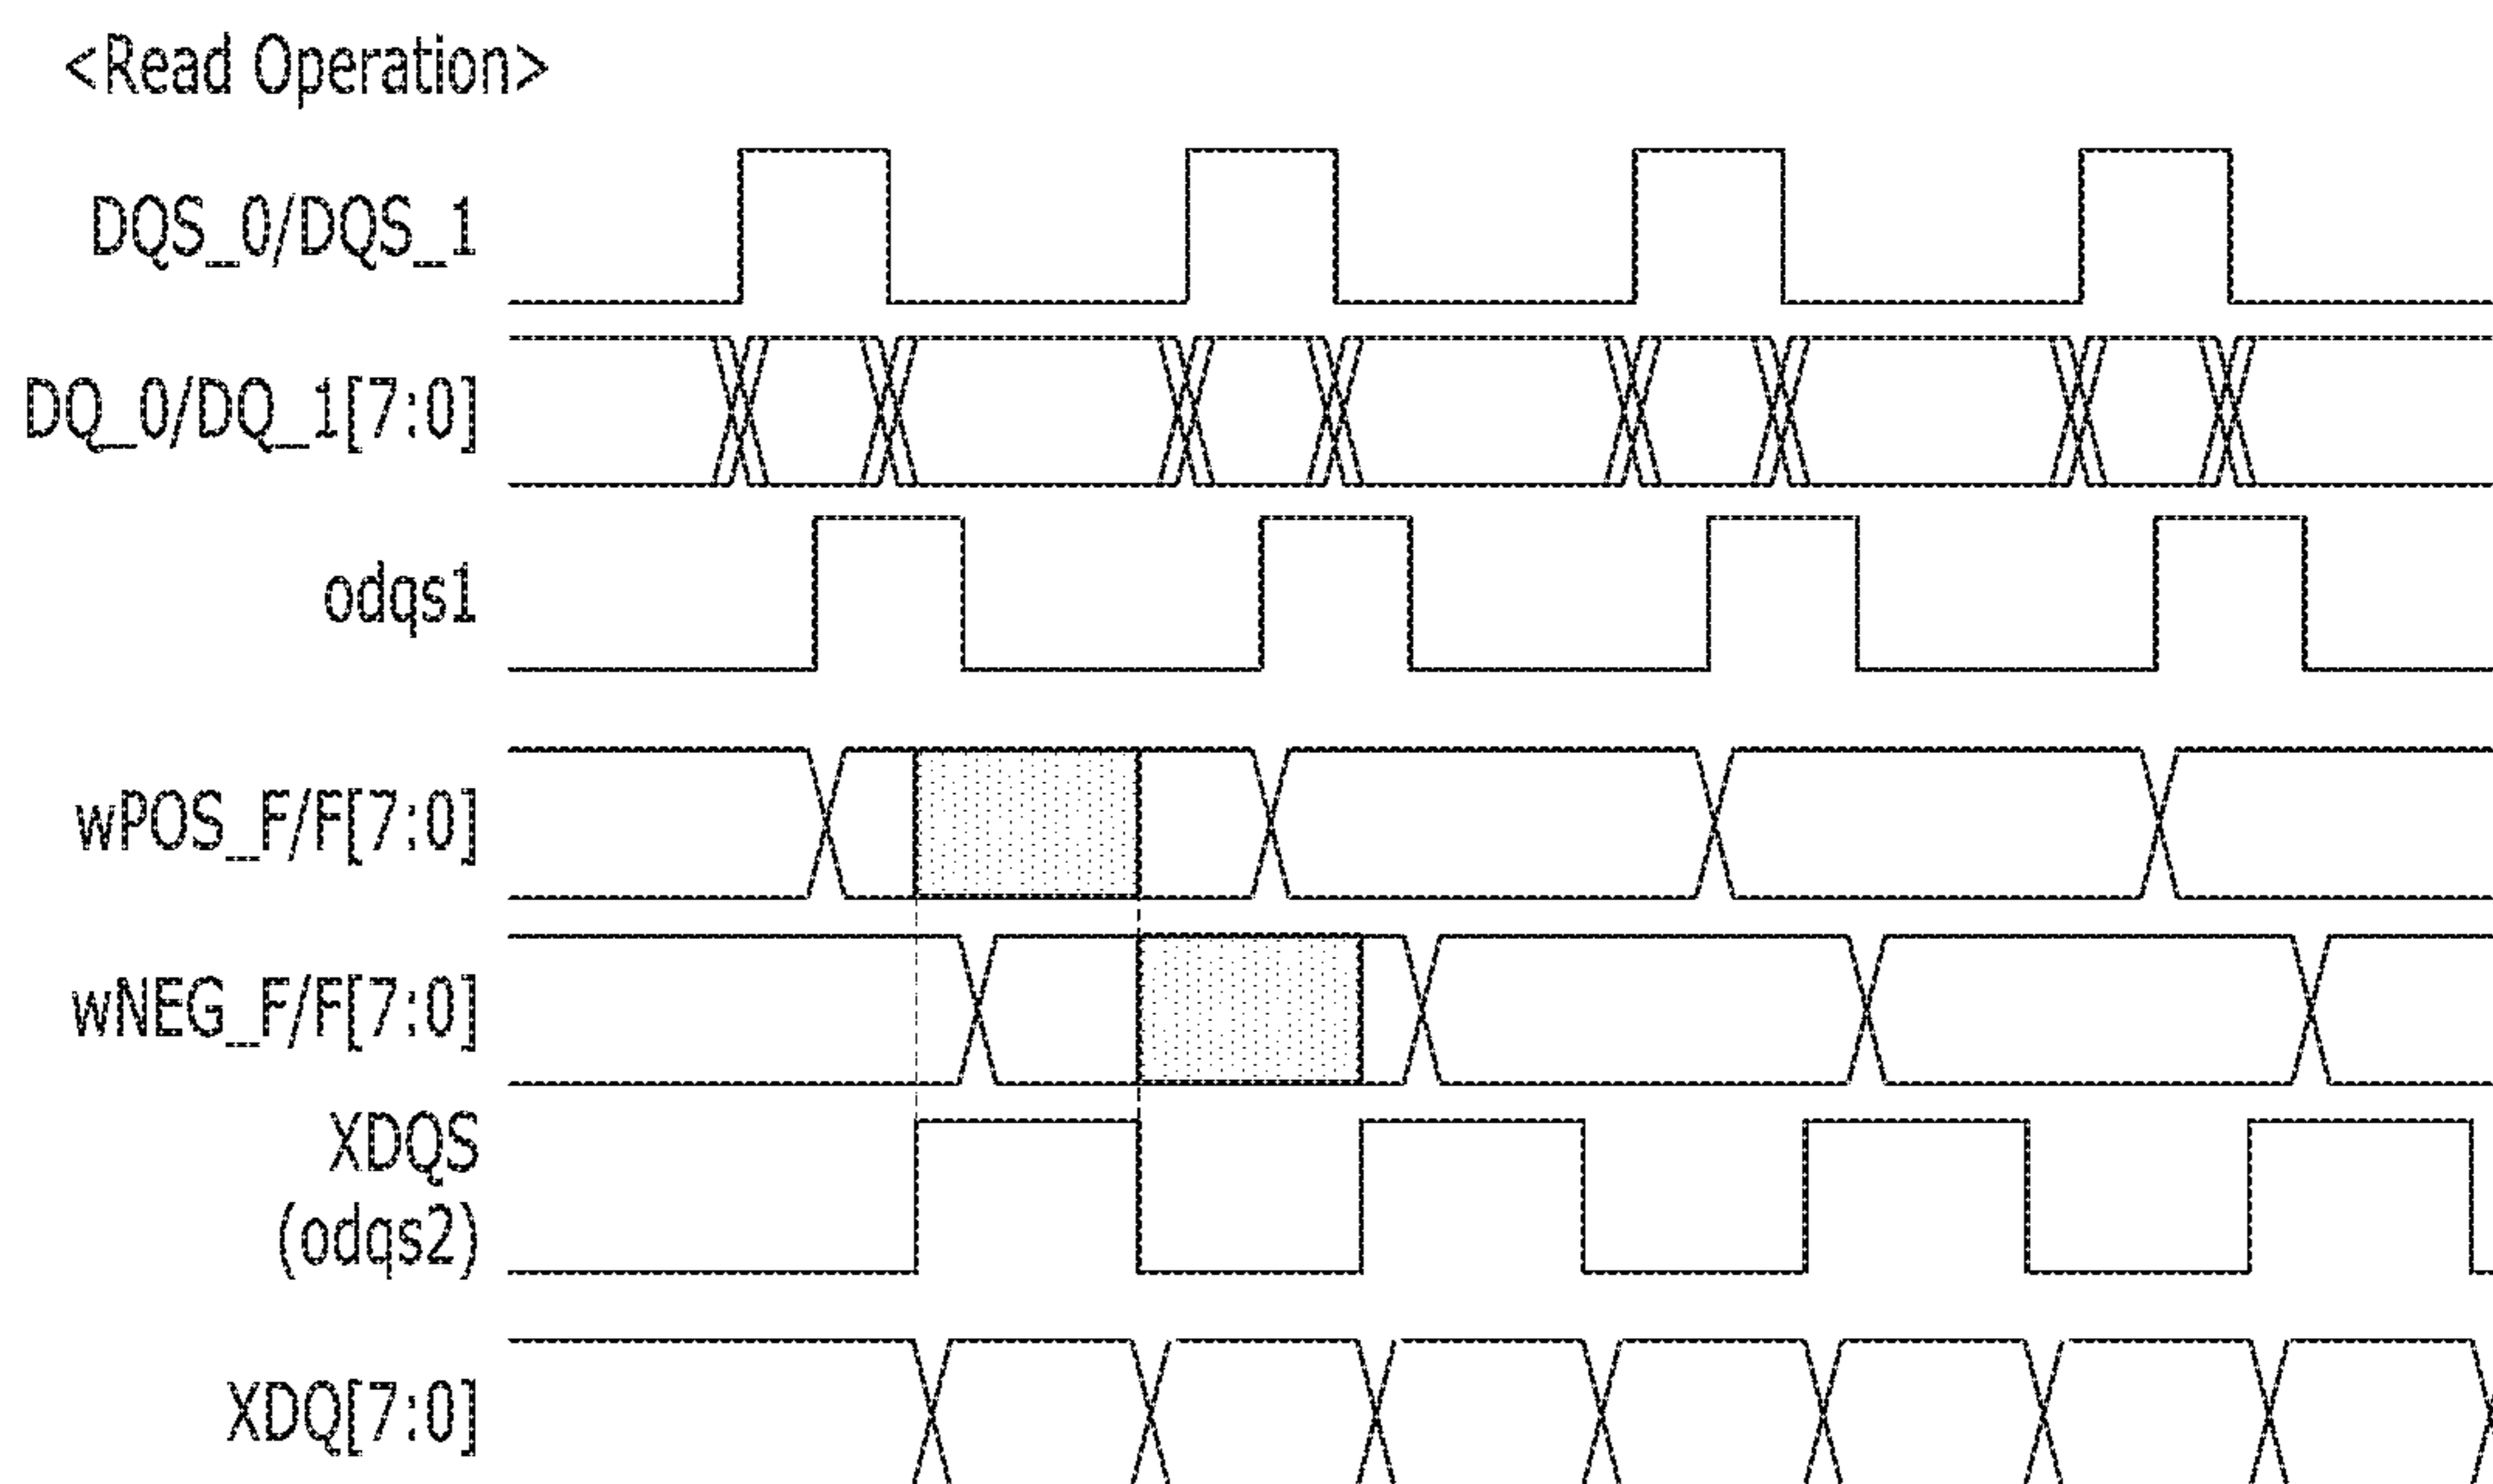 <Read Operation>
DQS_0/DQS_1
DQ_0/DQ_1[7:0]
odqs1
wPOS_F/F[7:0]
wNEG_F/F[7:0]
XDQS
(odqs2)
XDQ[7:0]